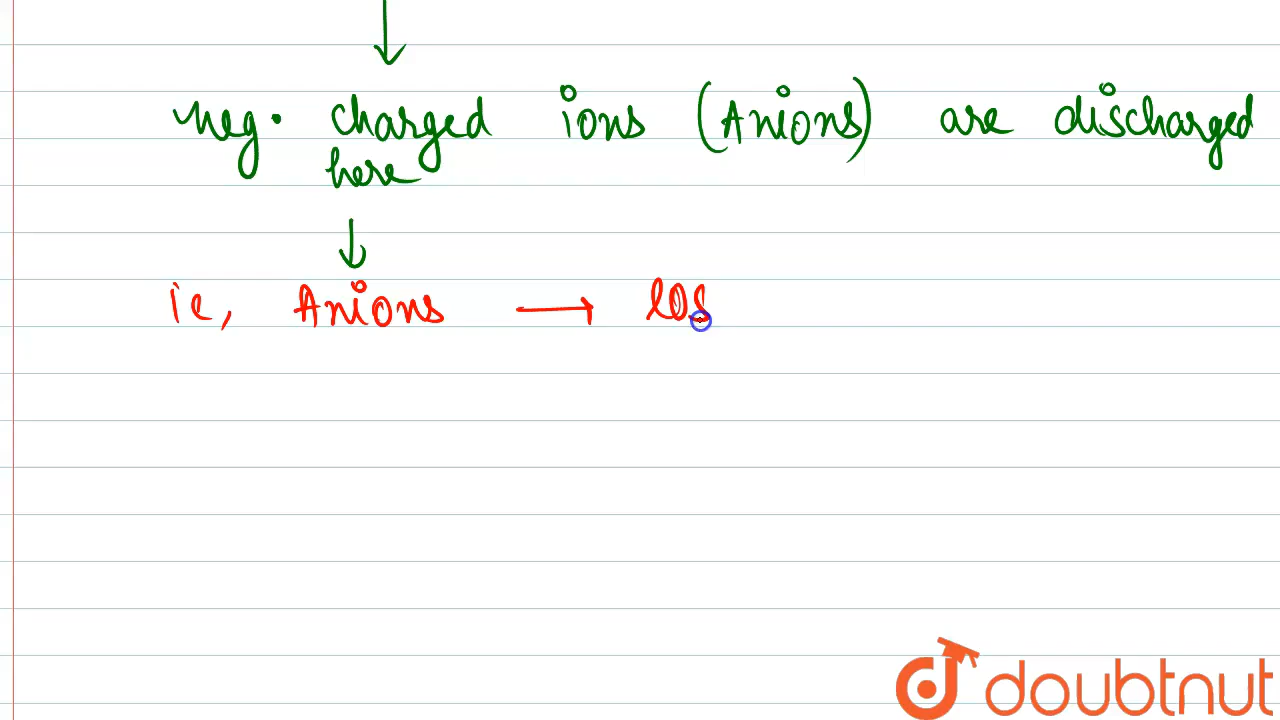 neg. charged ions (Anions) are discharged
here
ie, Anions → los
doubtnut